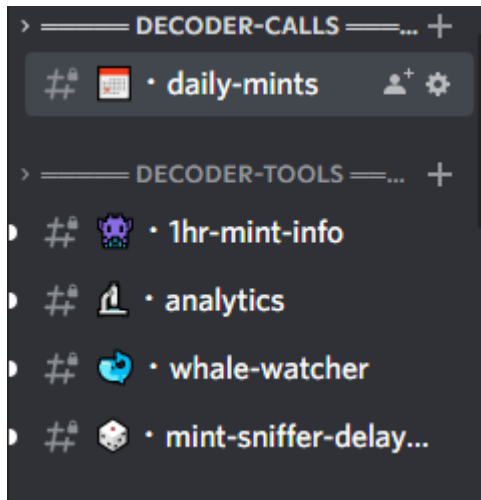 DECODER-CALLS ...
daily-mints
DECODER-TOOLS ...
1hr-mint-info
analytics
whale-watcher
mint-sniffer-delay...